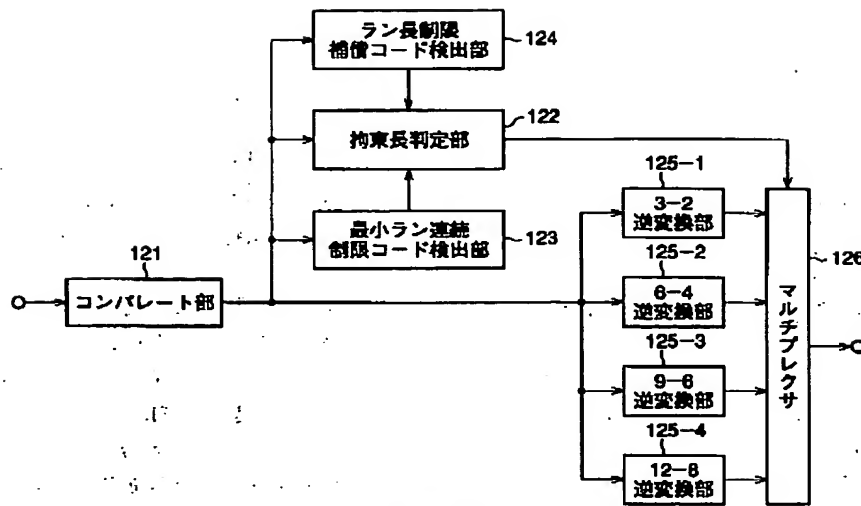 ラン長制限
補償コード検出部
124
122
拘束長判定部
125-1
3-2
逆変換部
最小ラン連続
制限コード検出部
123
125-2
121
コンパレート部
6-4
逆変換部
126
マルチプレクサ
125-3
9-6
逆変換部
125-4
12-8
逆変換部